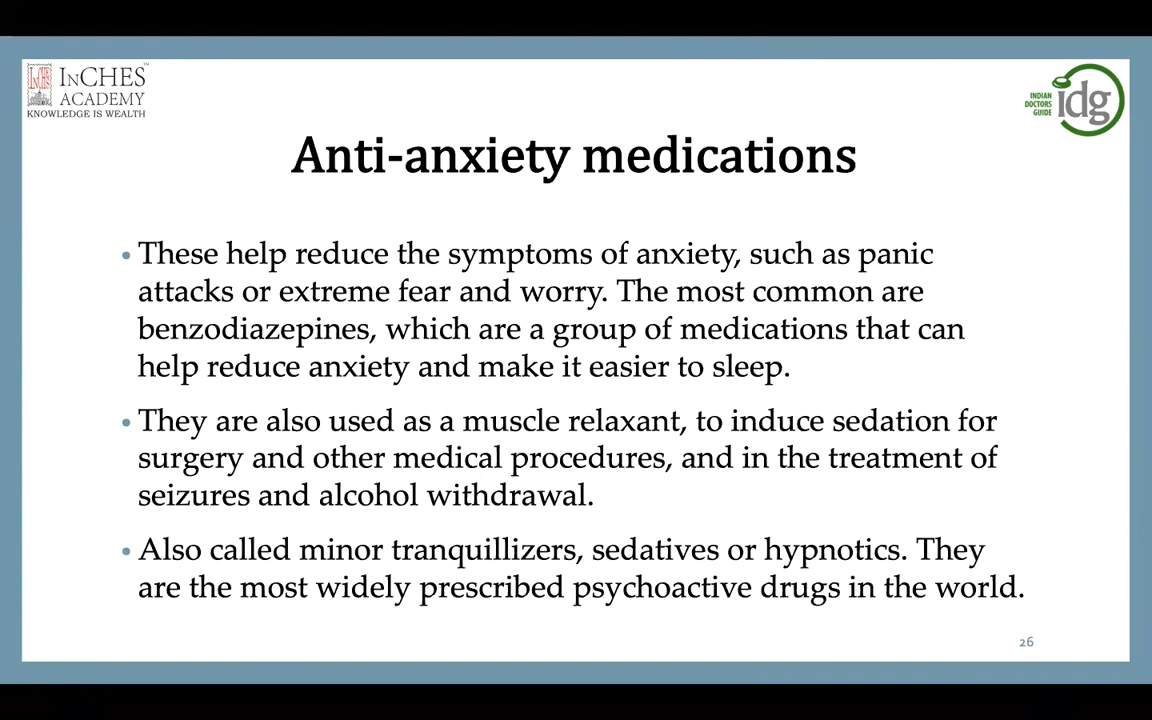 INCHES
ACADEMY
KNOWLEDGE IS WEALTH
INDIAN
DOCTORS
GUIDE
idg
Anti-anxiety medications
• These help reduce the symptoms of anxiety, such as panic
attacks or extreme fear and worry. The most common are
benzodiazepines, which are a group of medications that can
help reduce anxiety and make it easier to sleep.
• They are also used as a muscle relaxant, to induce sedation for
surgery and other medical procedures, and in the treatment of
seizures and alcohol withdrawal.
• Also called minor tranquillizers, sedatives or hypnotics. They
are the most widely prescribed psychoactive drugs in the world.
26